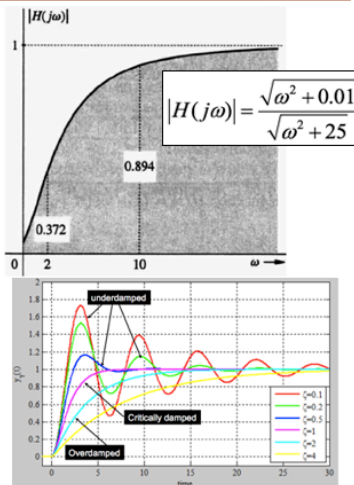 |H(jω)|
1
|H(jω)| = √ω² + 0.01 / √ω² + 25
0.894
0.372
0 2 10 ω →
2
1.8
1.6
1.4
1.2
1
0.8
0.6
0.4
0.2
0
underdamped
Critically damped
Overdamped
ζ=0.1
ζ=0.2
ζ=0.5
ζ=1
ζ=2
ζ=4
0 5 10 15 20 25 30
time